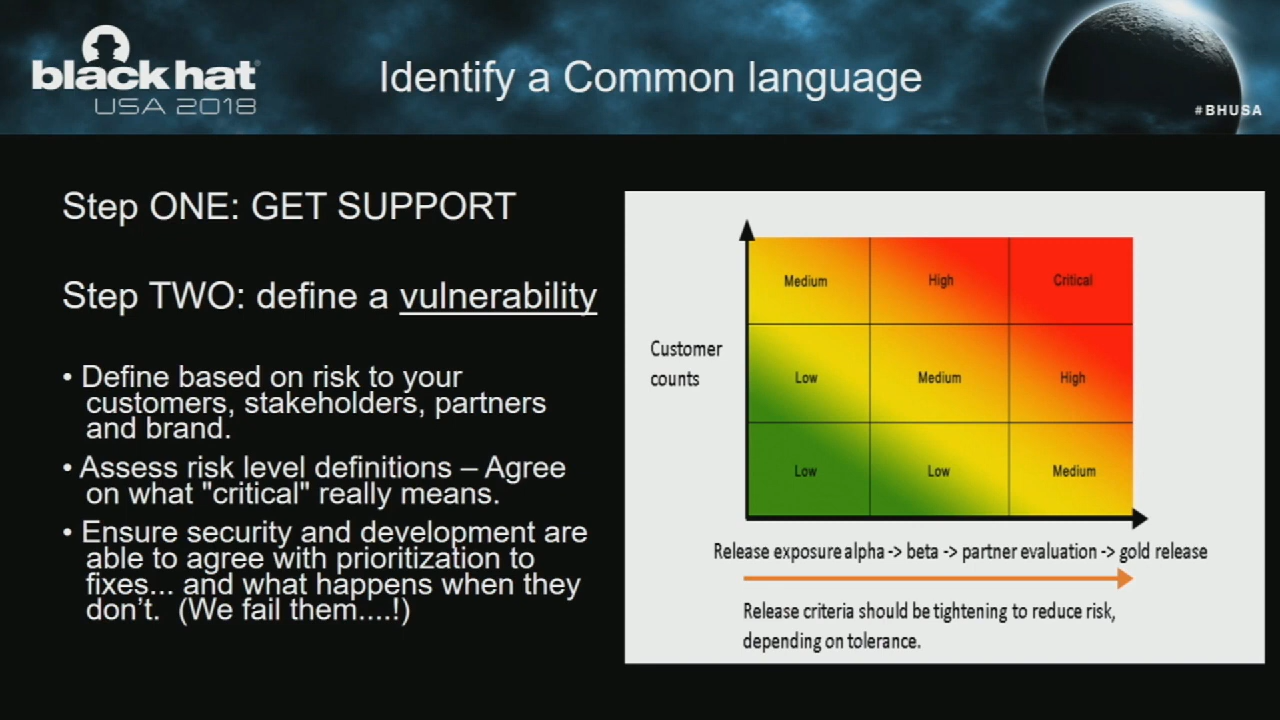 black hat
USA 2018
Identify a Common language
#BHUSA
Step ONE: GET SUPPORT
Step TWO: define a vulnerability
• Define based on risk to your
customers, stakeholders, partners
and brand.
• Assess risk level definitions – Agree
on what "critical" really means.
• Ensure security and development are
able to agree with prioritization to
fixes... and what happens when they
don’t. (We fail them....!)
Customer
counts
Medium High Critical
Low Medium High
Low Low Medium
Release exposure alpha -> beta -> partner evaluation -> gold release
Release criteria should be tightening to reduce risk,
depending on tolerance.